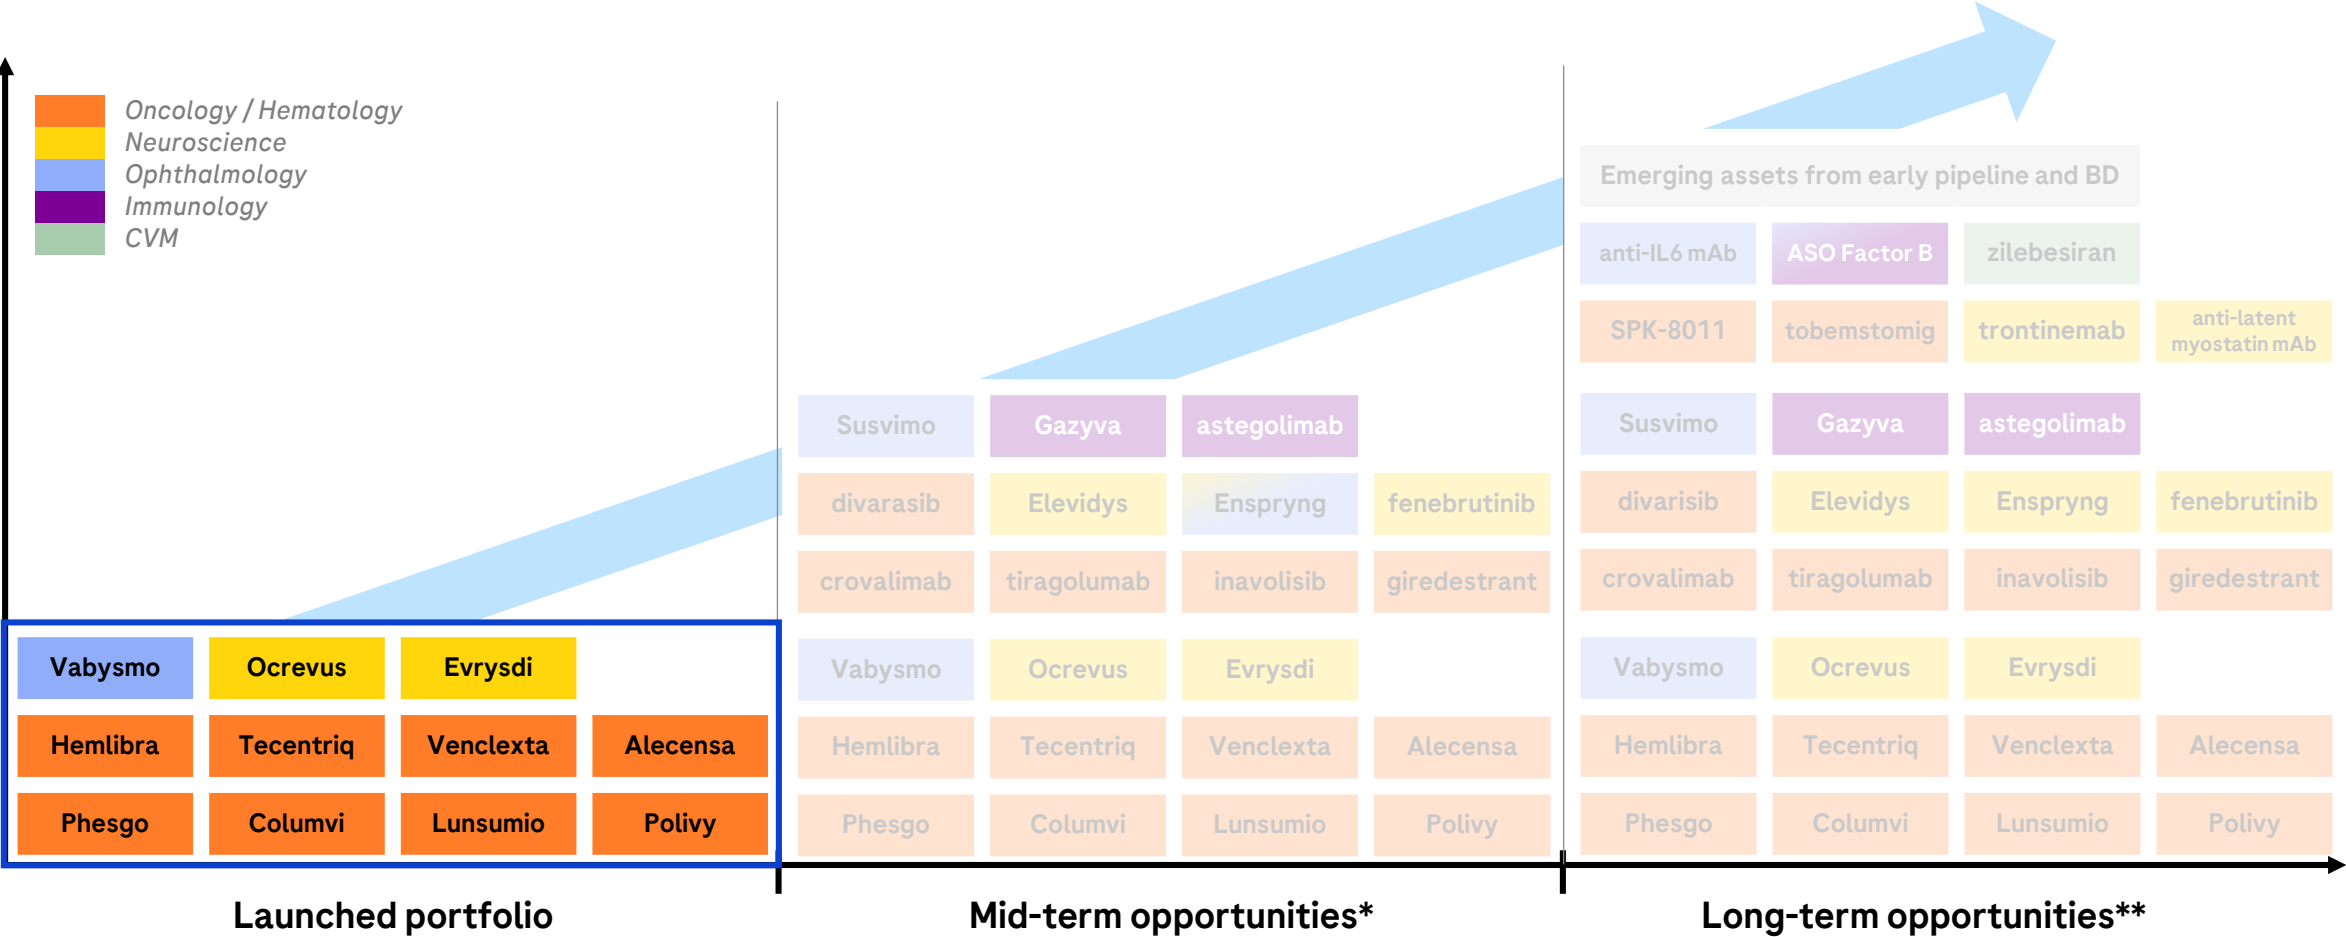 Oncology / Hematology
Neuroscience
Ophthalmology
Immunology
CVM
Vabysmo Ocrevus Evrysdi
Hemlibra Tecentriq Venclexta Alecensa
Phesgo Columvi Lunsumio Polivy
Launched portfolio
Susvimo Gazyva astegolimab
divarasib Elevidys Enspryng fenebrutinib
crovalimab tiragolumab inavolisib giredestrant
Vabysmo Ocrevus Evrysdi
Hemlibra Tecentriq Venclexta Alecensa
Phesgo Columvi Lunsumio Polivy
Mid-term opportunities*
Emerging assets from early pipeline and BD
anti-IL6 mAb ASO Factor B zilebesiran
SPK-8011 tobemstomig trontinemab anti-latent
myostatin mAb
Susvimo Gazyva astegolimab
divarisib Elevidys Enspryng fenebrutinib
crovalimab tiragolumab inavolisib giredestrant
Vabysmo Ocrevus Evrysdi
Hemlibra Tecentriq Venclexta Alecensa
Phesgo Columvi Lunsumio Polivy
Long-term opportunities**